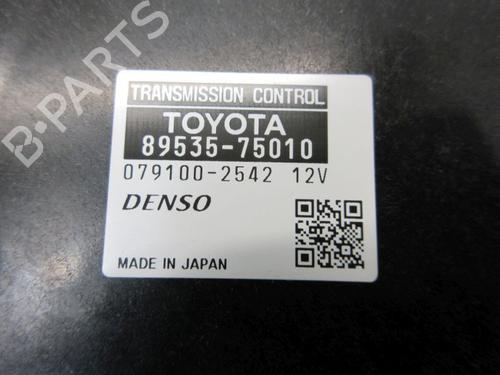 B-PARTS
TRANSMISSION CONTROL
TOYOTA
89535-75010
079100-2542 12V
DENSO
MADE IN JAPAN